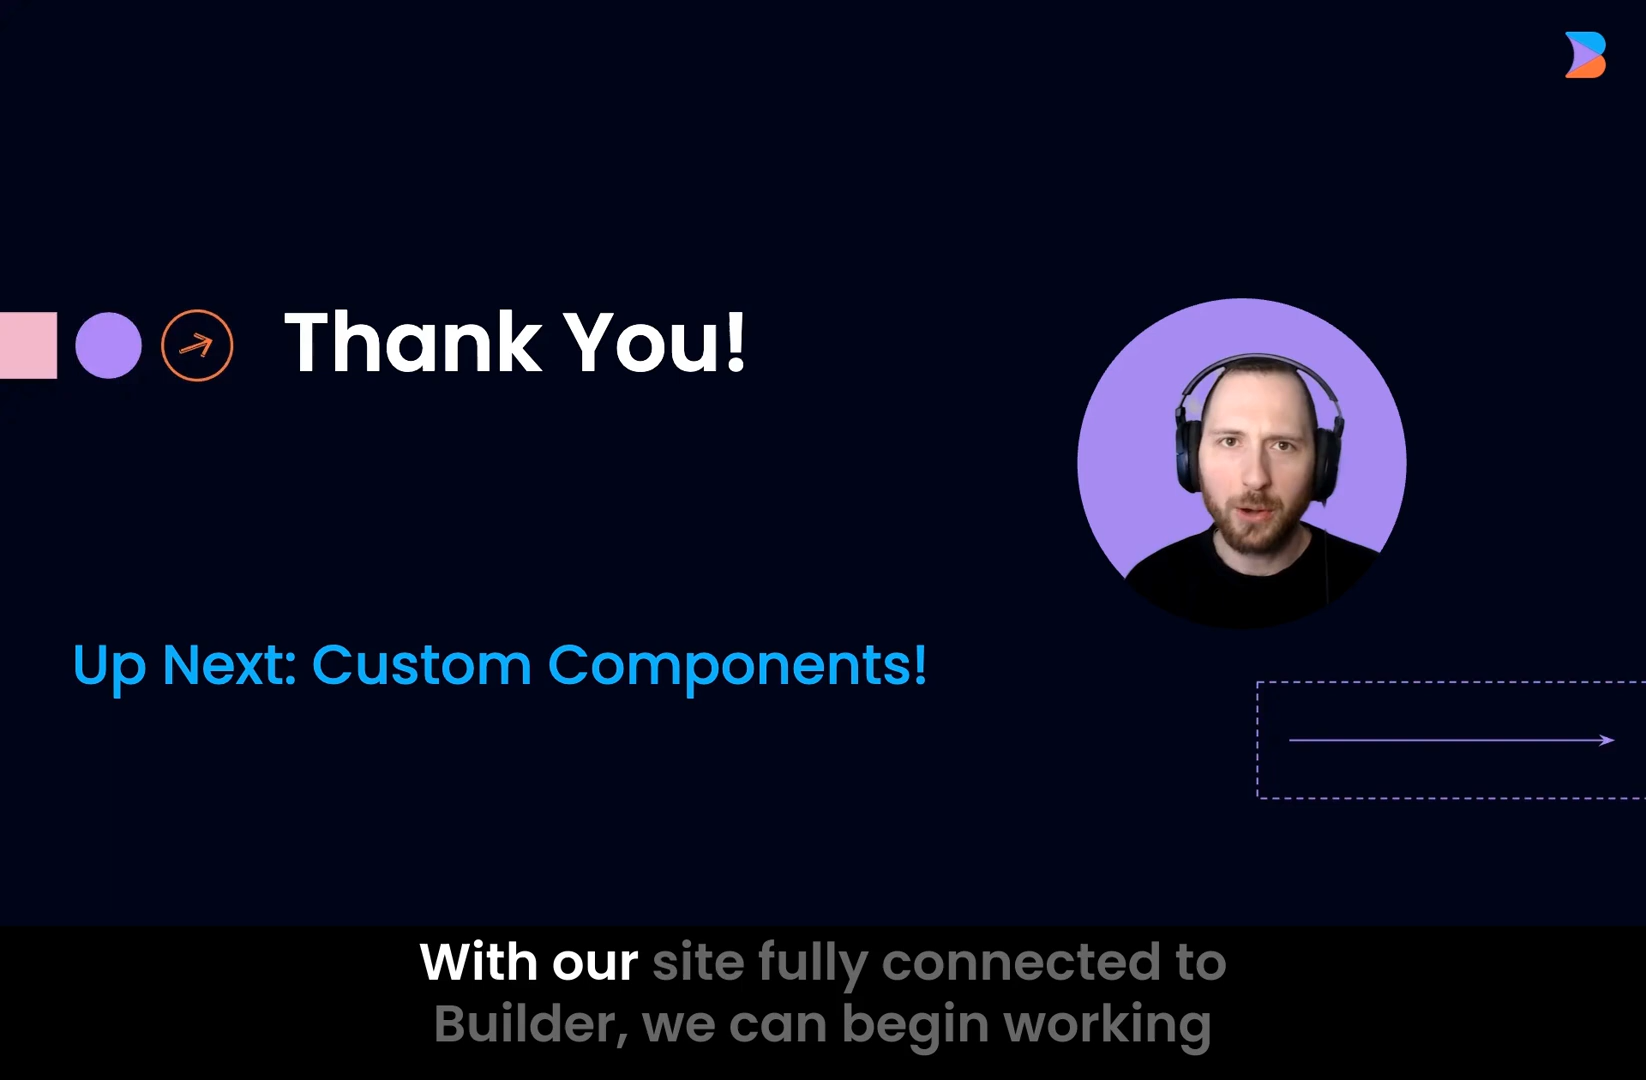 Thank You!
Up Next: Custom Components!
With our site fully connected to
Builder, we can begin working